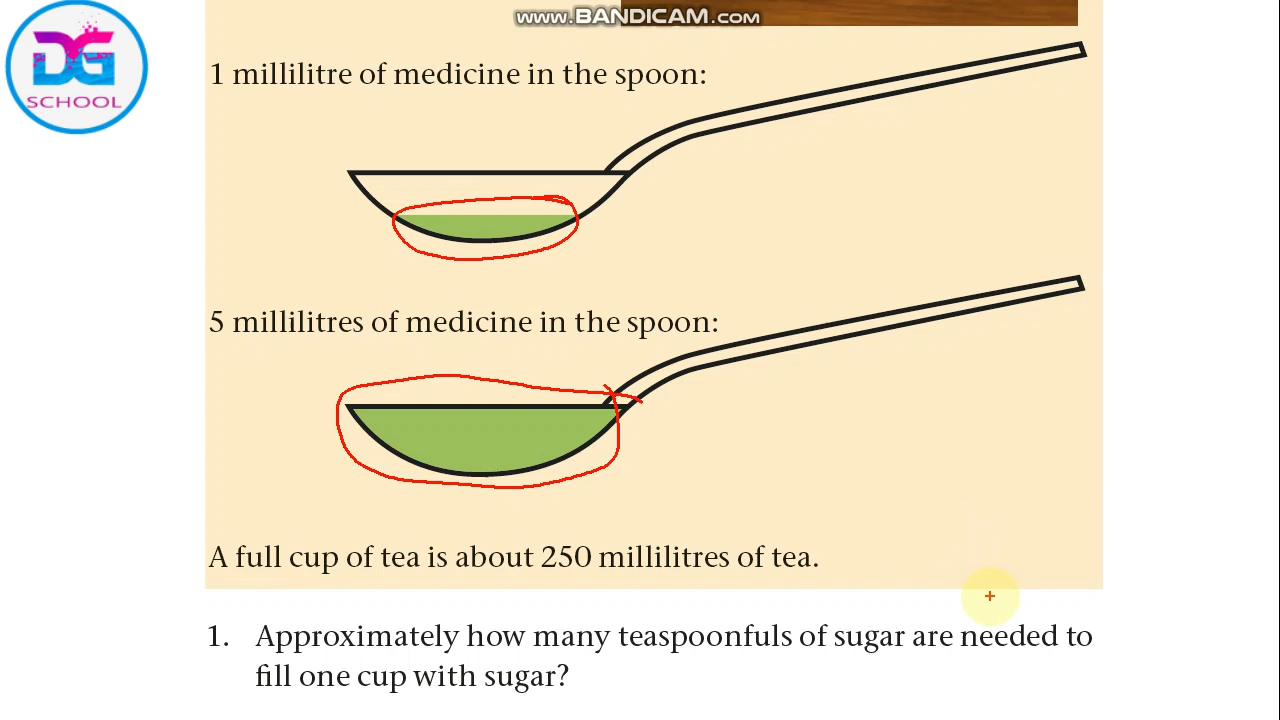 www.BANDICAM.com
DG
SCHOOL
1 millilitre of medicine in the spoon:
5 millilitres of medicine in the spoon:
A full cup of tea is about 250 millilitres of tea.
1. Approximately how many teaspoonfuls of sugar are needed to
fill one cup with sugar?